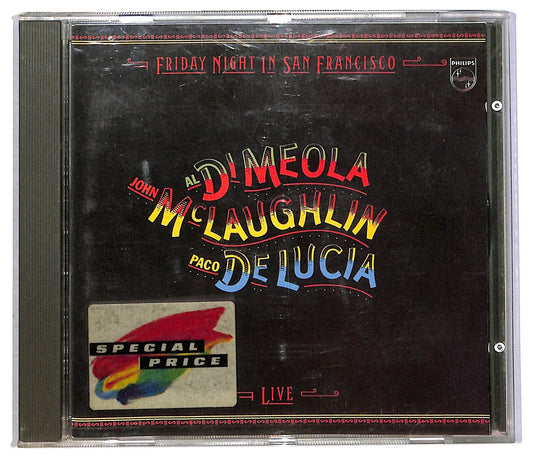 FRIDAY NIGHT IN SAN FRANCISCO
PHILIPS
AL DI MEOLA
JOHN MCLAUGHLIN
PACO DE LUCIA
SPECIAL
PRICE
LIVE